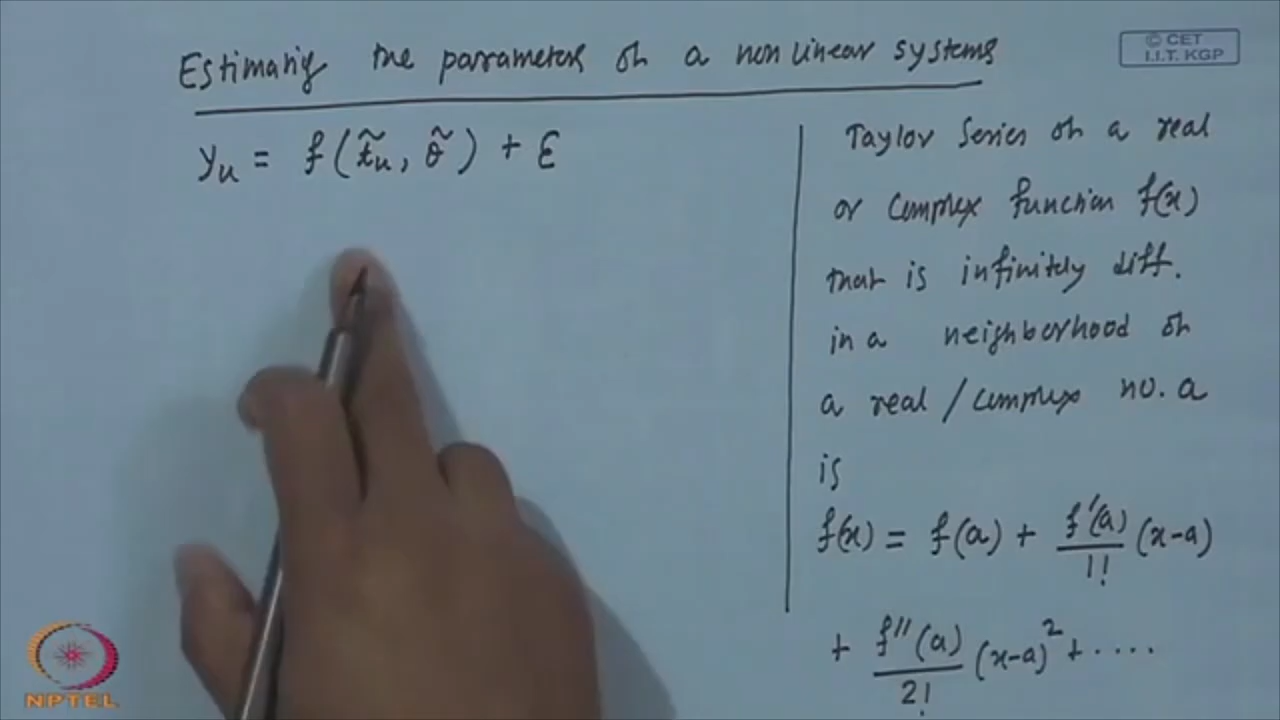 Estimating the parameters of a non linear systems
© CET
I.I.T. KGP
y_u = f(t̃_u, θ̃) + ε
Taylor Series of a real
or complex function f(x)
that is infinitely diff.
in a neighborhood of
a real / complex no. a
is
f(x) = f(a) + f'(a)/1! (x-a)
+ f''(a)/2! (x-a)² + ....
NPTEL